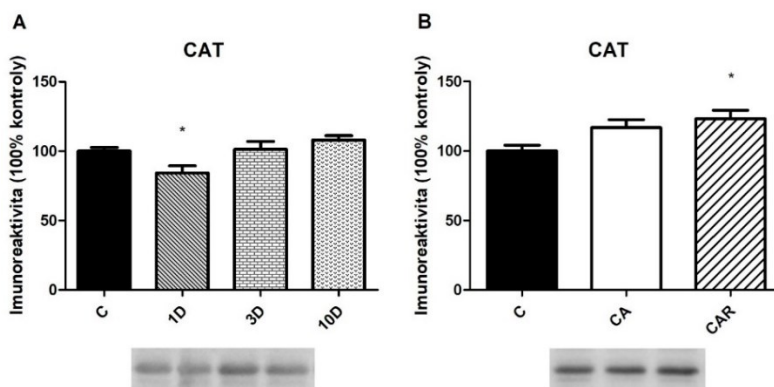 A
CAT
Imunoreaktivita (100% kontroly)
150
100
50
0
*
C
1D
3D
10D
B
CAT
Imunoreaktivita (100% kontroly)
150
100
50
0
*
C
CA
CAR